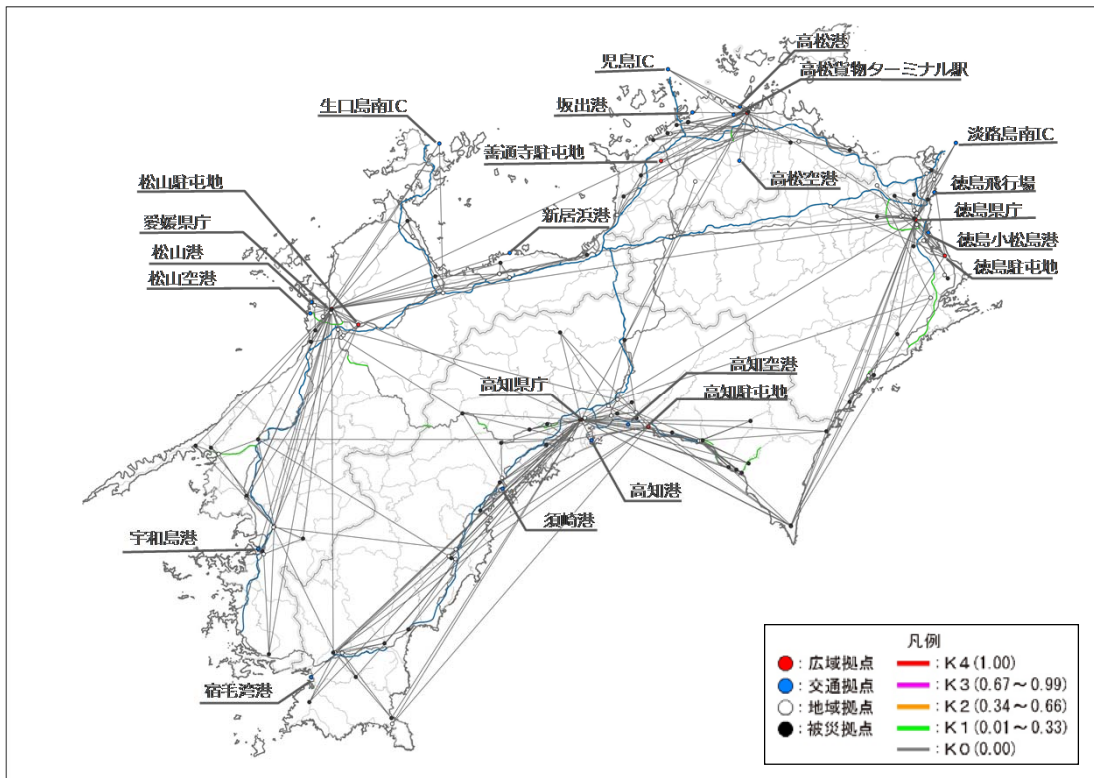 高松港
児島IC
高松貨物ターミナル駅
坂出港
生口島南IC
淡路島南IC
善通寺駐屯地
高松空港
松山駐屯地
徳島飛行場
愛媛県庁
新居浜港
徳島県庁
松山港
徳島小松島港
松山空港
徳島駐屯地
高知空港
高知県庁
高知駐屯地
高知港
須崎港
宇和島港
宿毛湾港
凡例
:広域拠点
:K4(1.00)
:交通拠点
:K3(0.67～0.99)
:地域拠点
:K2(0.34～0.66)
:被災拠点
:K1(0.01～0.33)
:K0(0.00)